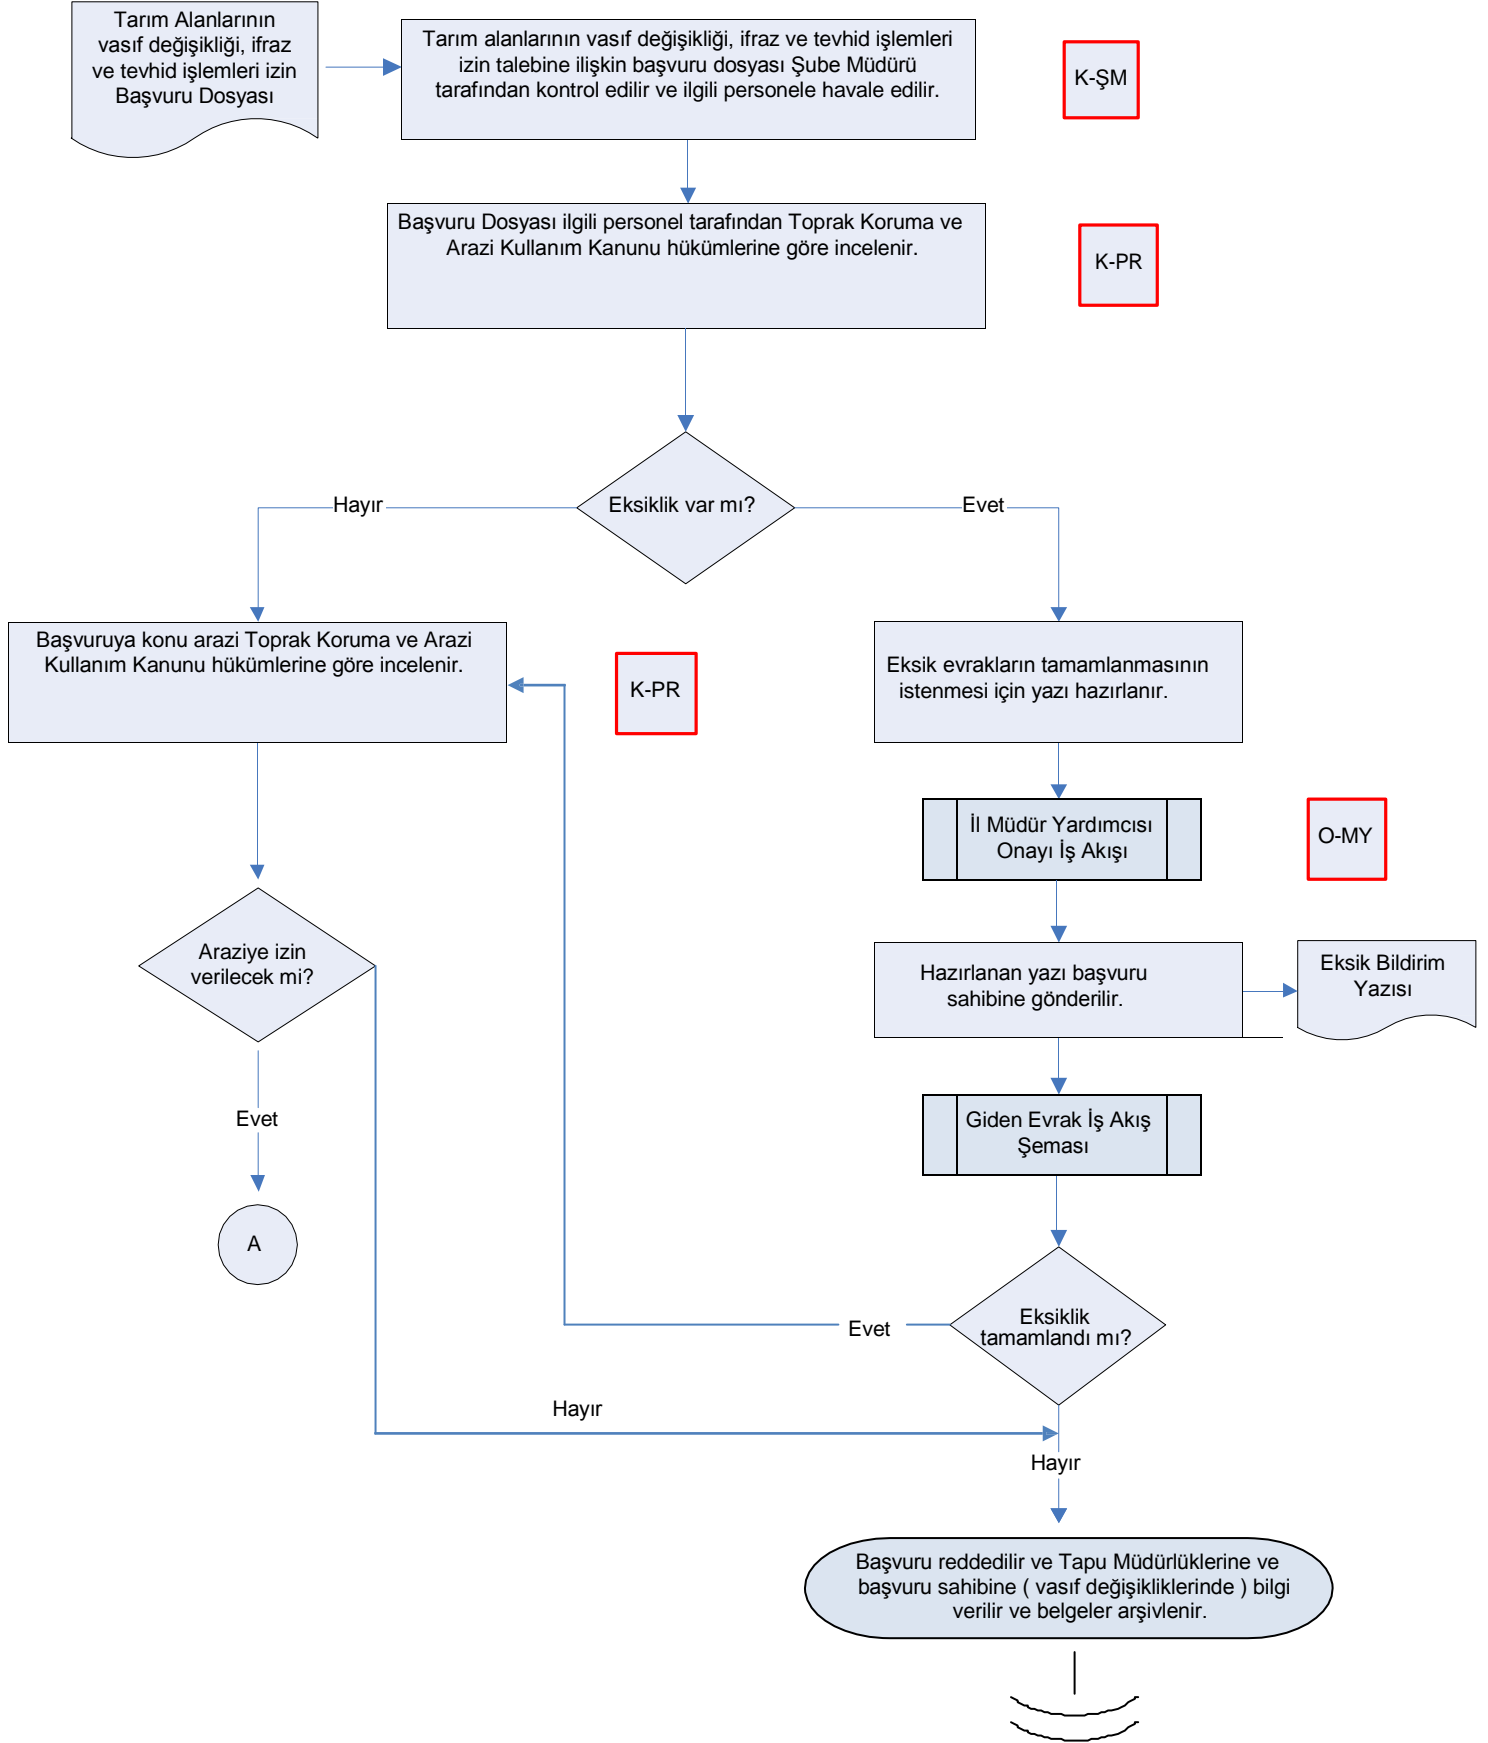 Tarım Alanlarının
vasıf değişikliği, ifraz
ve tevhid işlemleri izin
Başvuru Dosyası
Tarım alanlarının vasıf değişikliği, ifraz ve tevhid işlemleri
izin talebine ilişkin başvuru dosyası Şube Müdürü
tarafından kontrol edilir ve ilgili personele havale edilir.
K-ŞM
Başvuru Dosyası ilgili personel tarafından Toprak Koruma ve
Arazi Kullanım Kanunu hükümlerine göre incelenir.
K-PR
Eksiklik var mı?
Hayır
Evet
Başvuruya konu arazi Toprak Koruma ve Arazi
Kullanım Kanunu hükümlerine göre incelenir.
K-PR
Eksik evrakların tamamlanmasının
istenmesi için yazı hazırlanır.
İl Müdür Yardımcısı
Onayı İş Akışı
O-MY
Araziye izin
verilecek mi?
Hazırlanan yazı başvuru
sahibine gönderilir.
Eksik Bildirim
Yazısı
Evet
Giden Evrak İş Akış
Şeması
A
Eksiklik
tamamlandı mı?
Evet
Hayır
Hayır
Başvuru reddedilir ve Tapu Müdürlüklerine ve
başvuru sahibine ( vasıf değişikliklerinde ) bilgi
verilir ve belgeler arşivlenir.